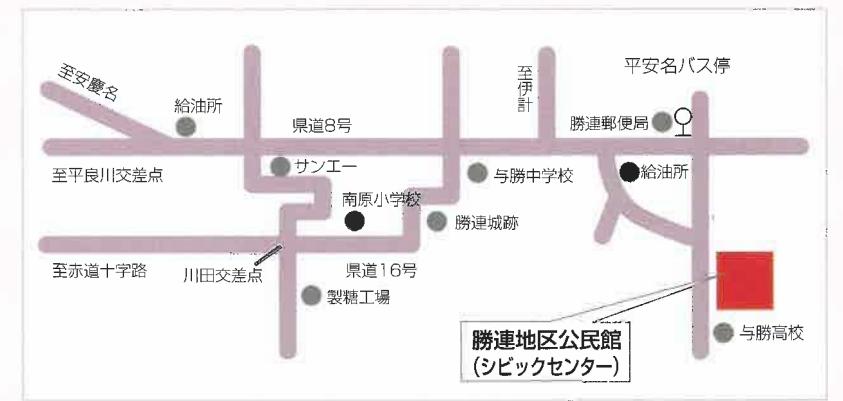 至安慶名
給油所
県道8号
至伊計
平安名バス停
勝連郵便局
至平良川交差点
サンエー
与勝中学校
給油所
南原小学校
勝連城跡
至赤道十字路
川田交差点
県道16号
製糖工場
勝連地区公民館
(シビックセンター)
与勝高校